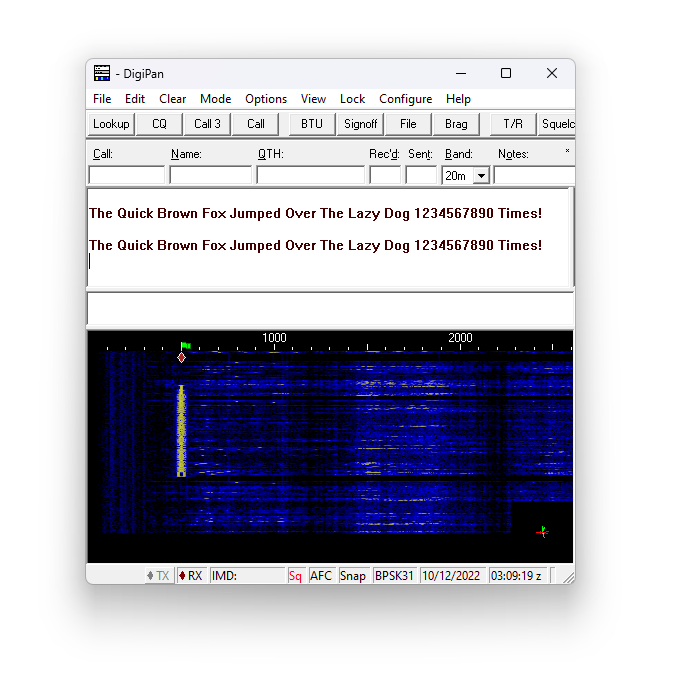 - DigiPan
File Edit Clear Mode Options View Lock Configure Help
Lookup CQ Call 3 Call BTU Signoff File Brag T/R Squelc
Call: Name: QTH: Rec'd: Sent: Band: Notes: *
20m
The Quick Brown Fox Jumped Over The Lazy Dog 1234567890 Times!
The Quick Brown Fox Jumped Over The Lazy Dog 1234567890 Times!
1000 2000
TX RX IMD: Sq AFC Snap BPSK31 10/12/2022 03:09:19 z